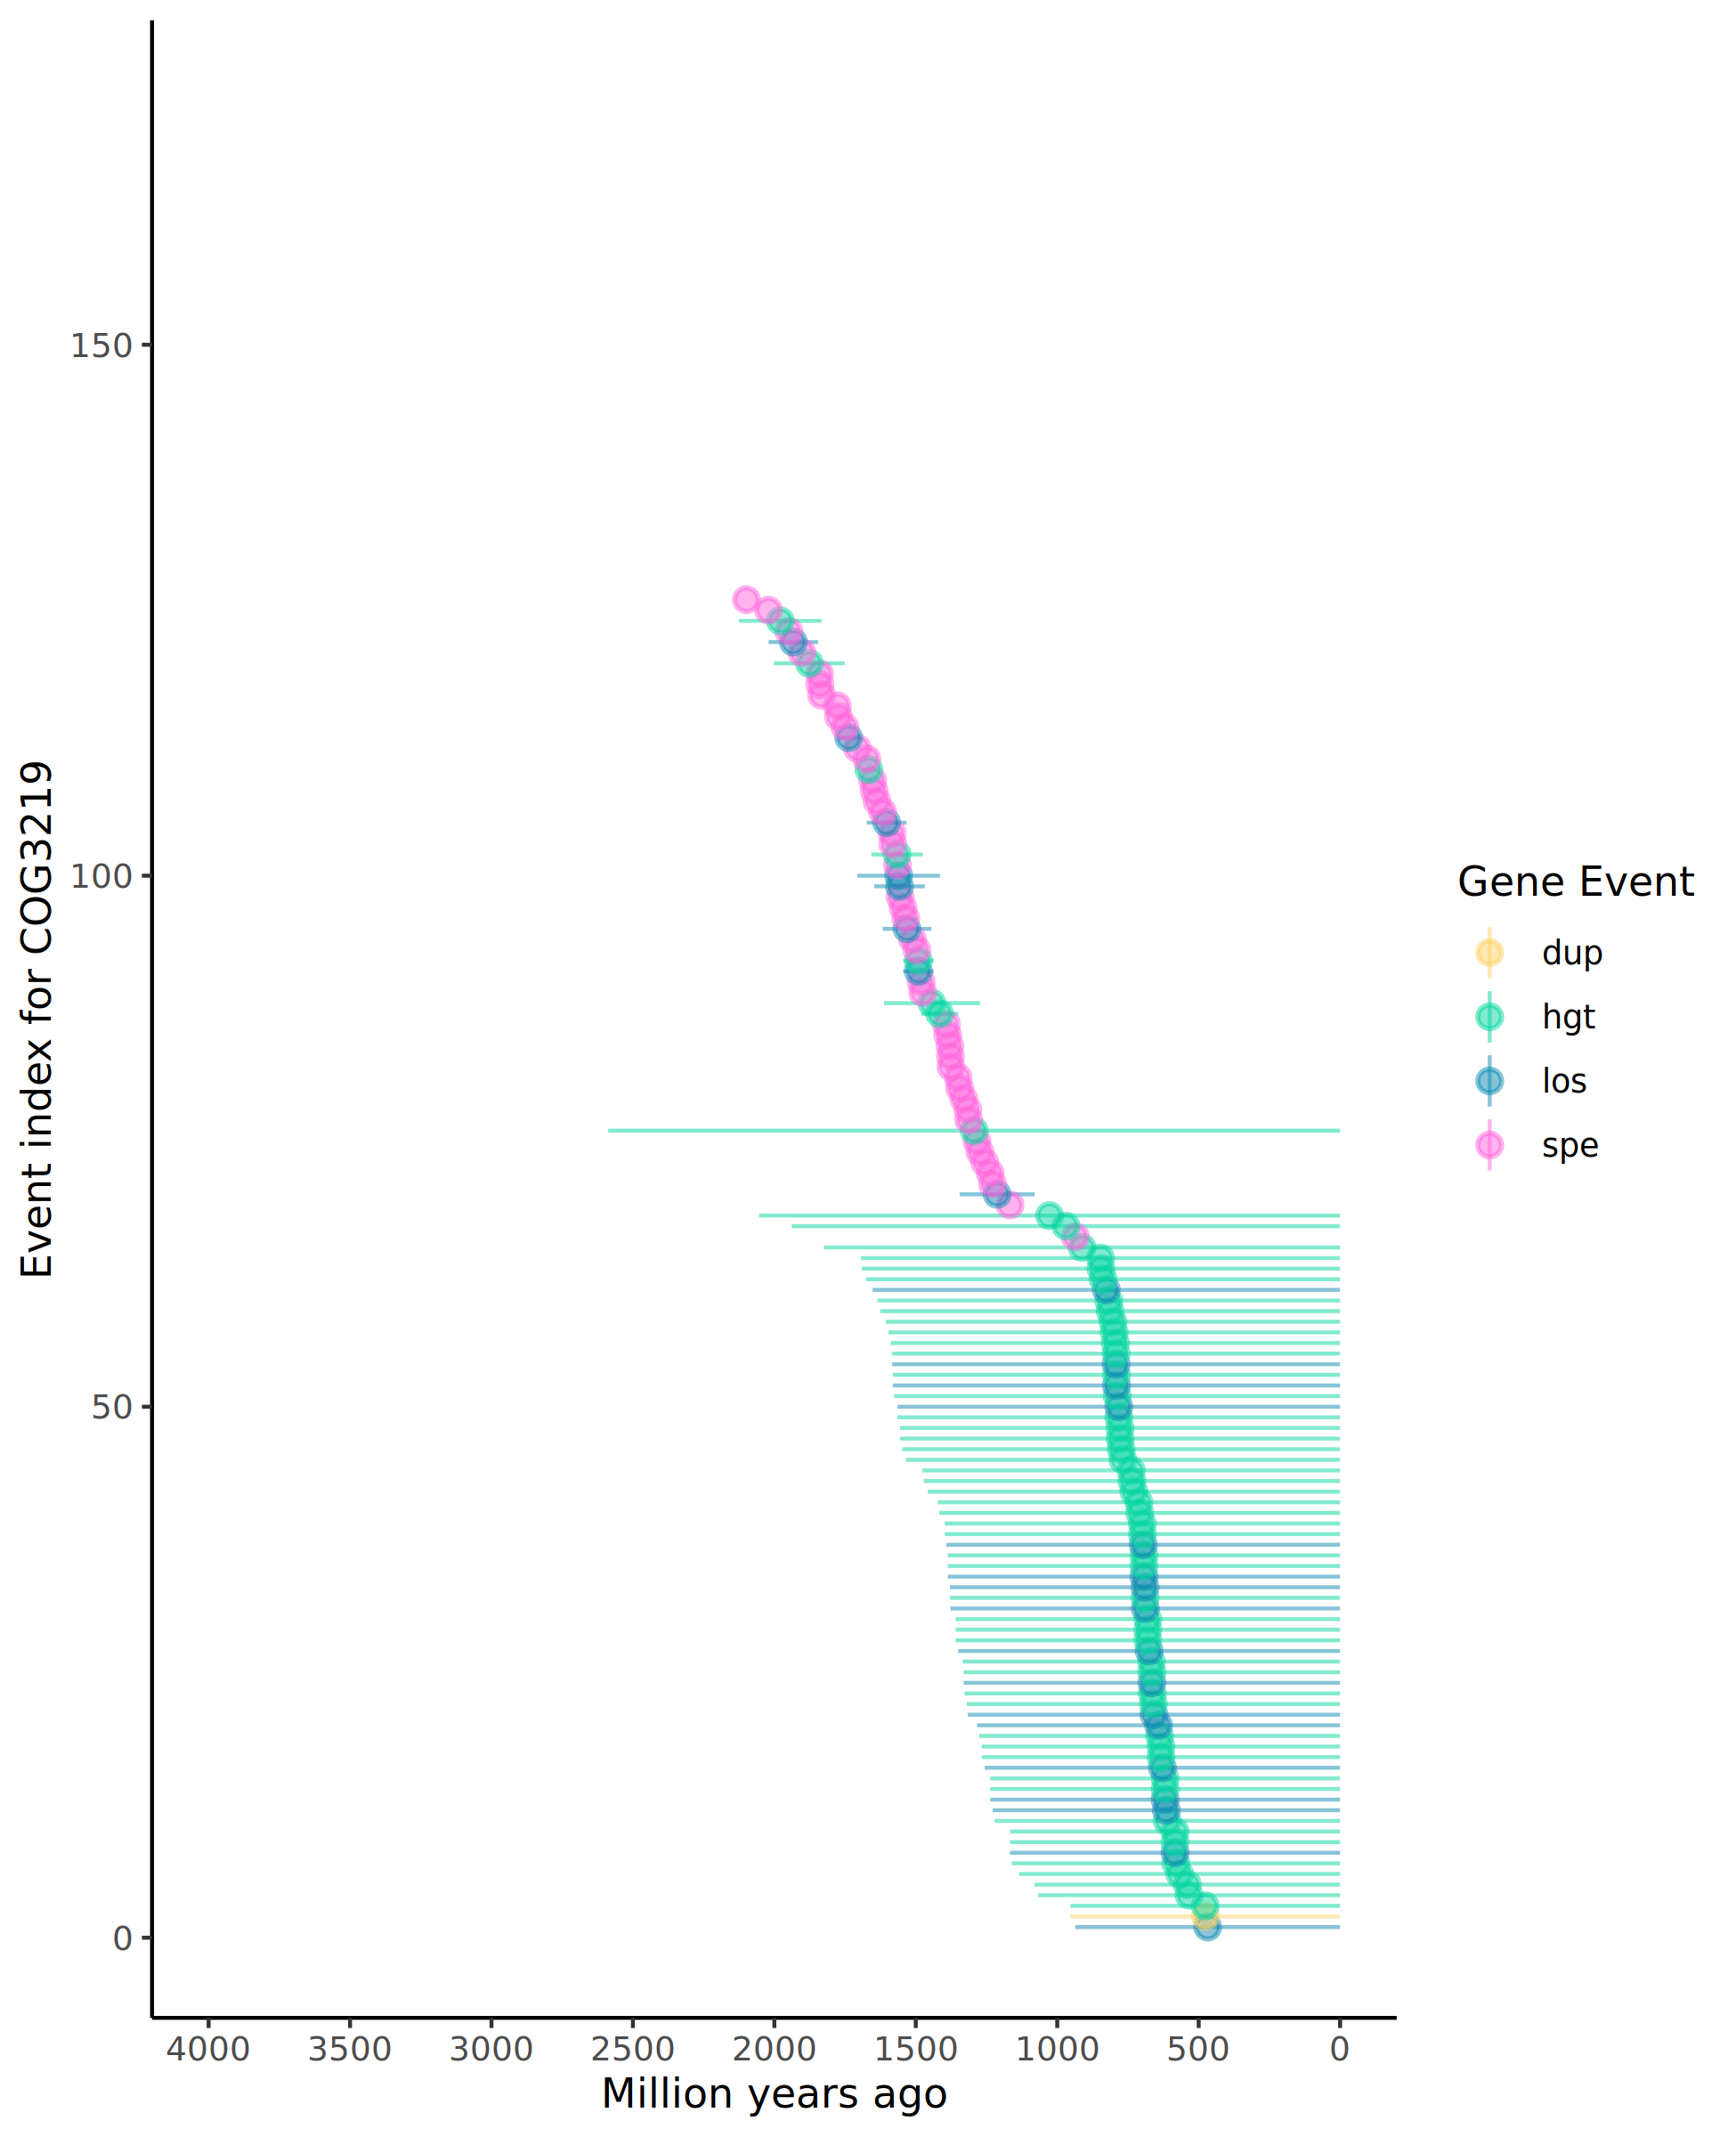 Event index for COG3219
150
100
50
0
4000 3500 3000 2500 2000 1500 1000 500 0
Million years ago
Gene Event
dup
hgt
los
spe